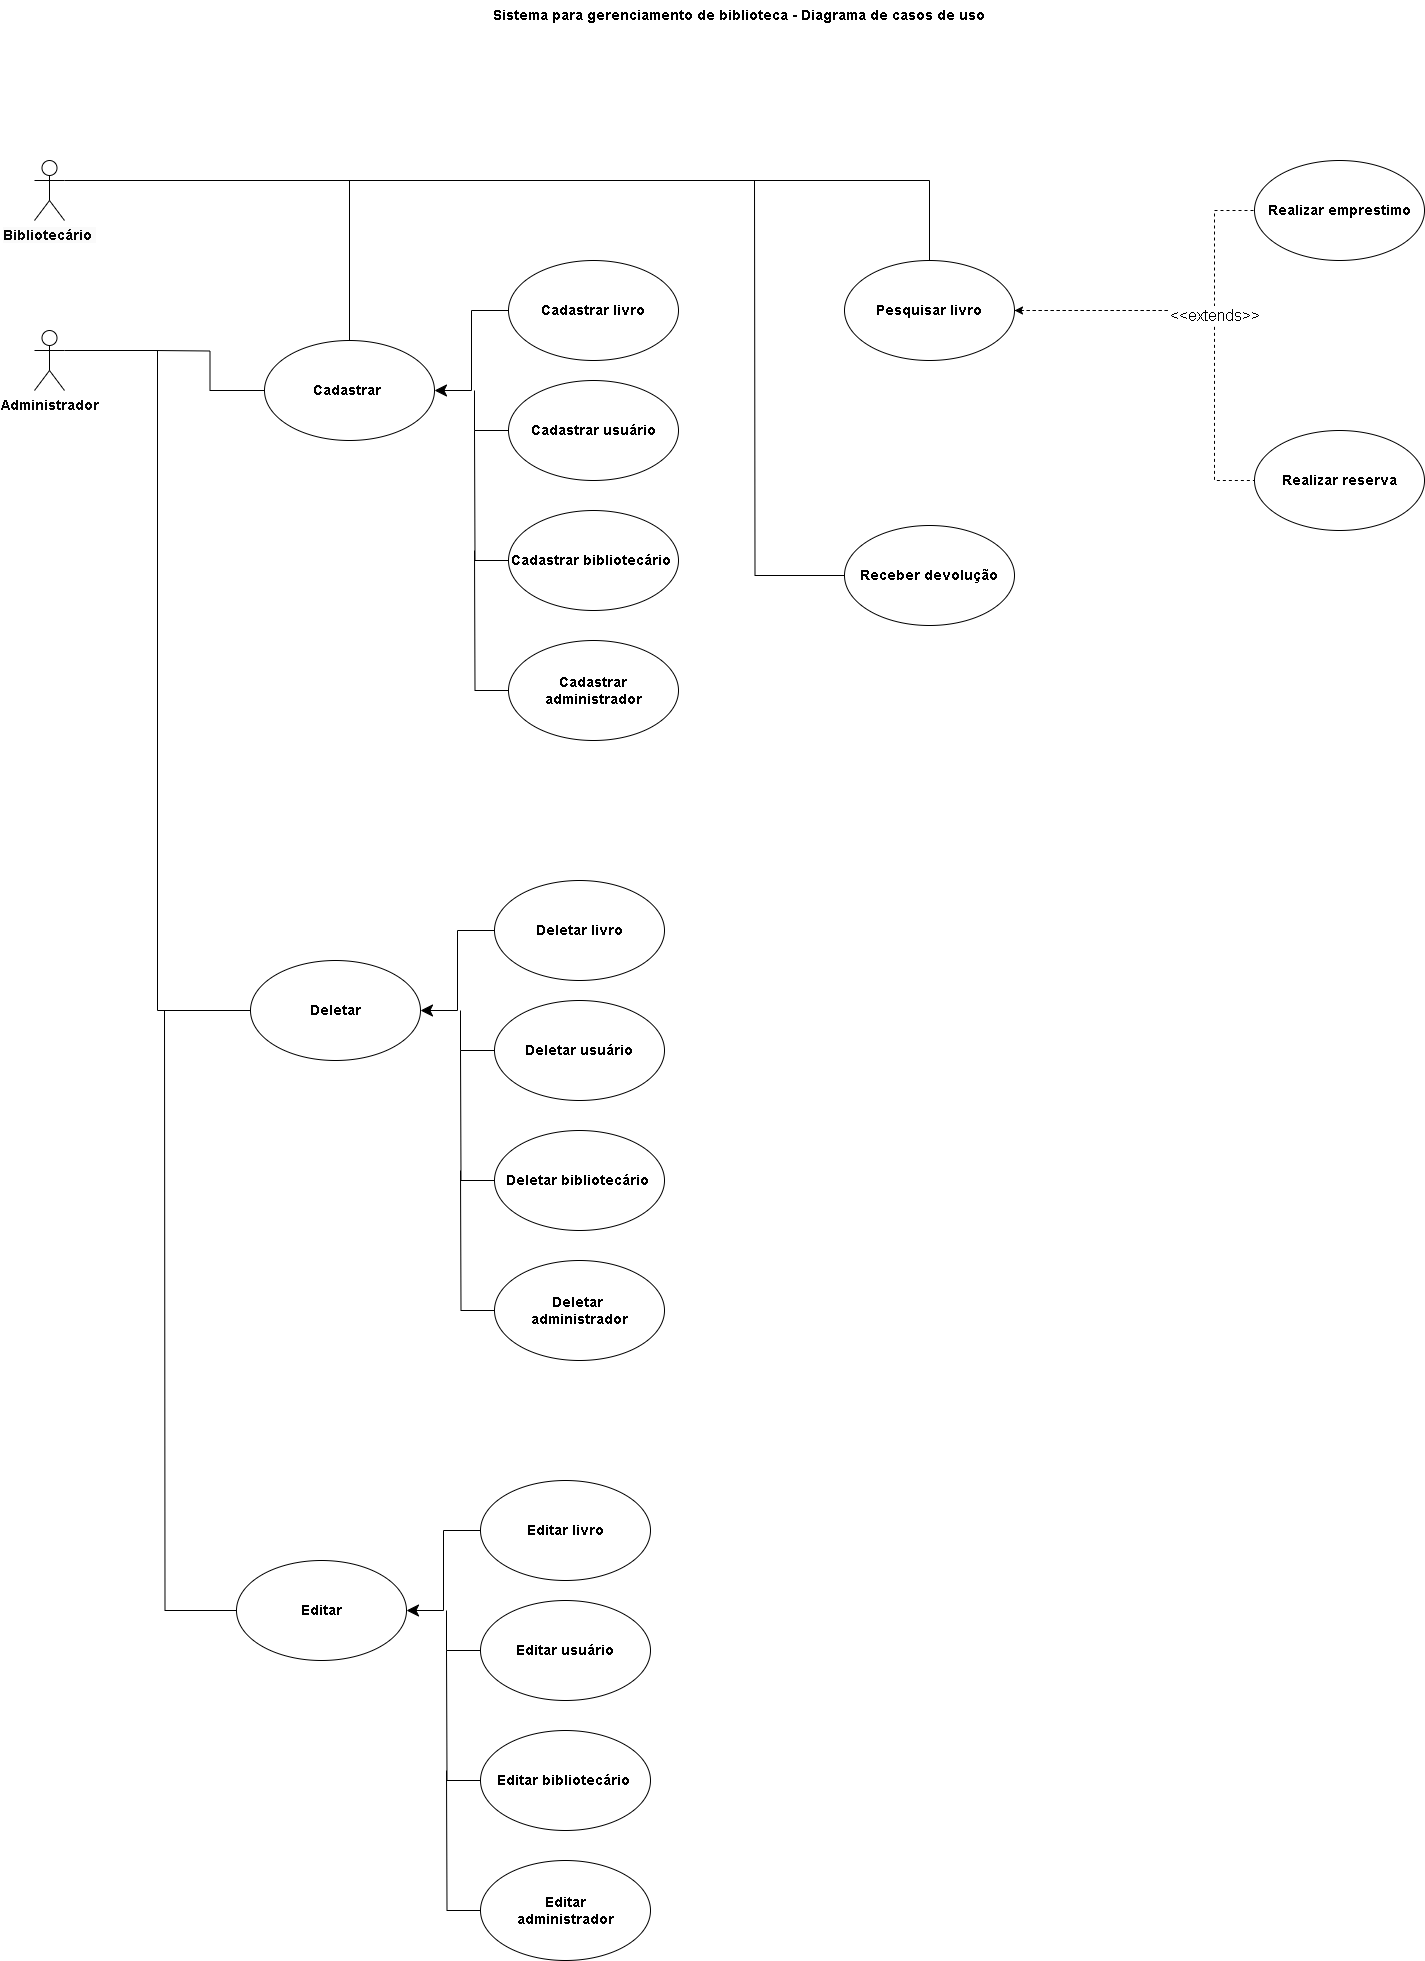 Sistema para gerenciamento de biblioteca - Diagrama de casos de uso
Bibliotecário
Realizar emprestimo
Cadastrar livro
Pesquisar livro
<<extends>>
Administrador
Cadastrar
Cadastrar usuário
Realizar reserva
Cadastrar bibliotecário
Receber devolução
Cadastrar
administrador
Deletar livro
Deletar
Deletar usuário
Deletar bibliotecário
Deletar
administrador
Editar livro
Editar
Editar usuário
Editar bibliotecário
Editar
administrador